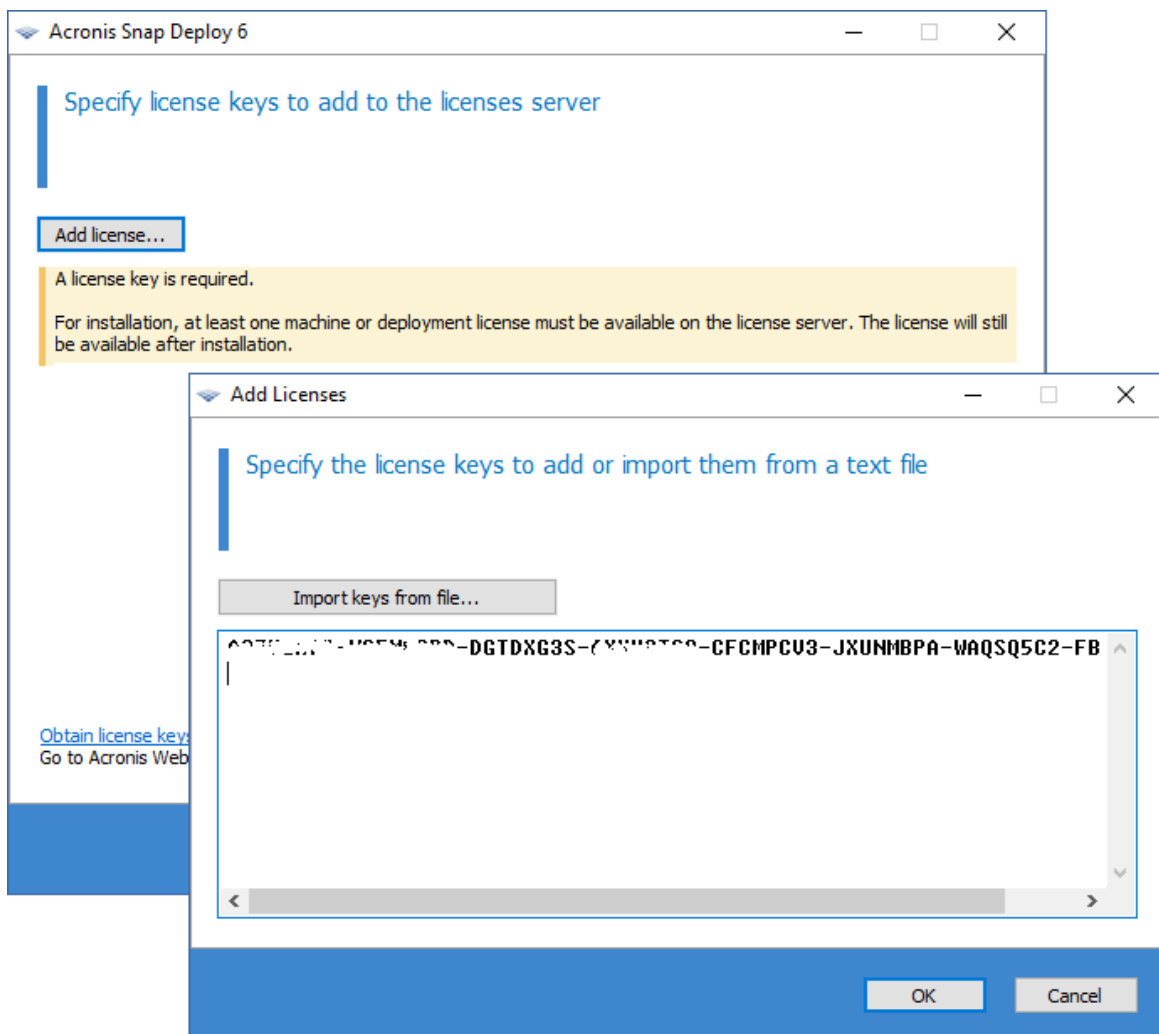 Acronis Snap Deploy 6
Specify license keys to add to the licenses server
Add license...
A license key is required.
For installation, at least one machine or deployment license must be available on the license server. The license will still
be available after installation.
Obtain license keys
Go to Acronis Web
Add Licenses
Specify the license keys to add or import them from a text file
Import keys from file...
-DGTDXG3S- -CFCMPCV3-JXUNMBPA-WAQSQ5C2-FB
OK
Cancel